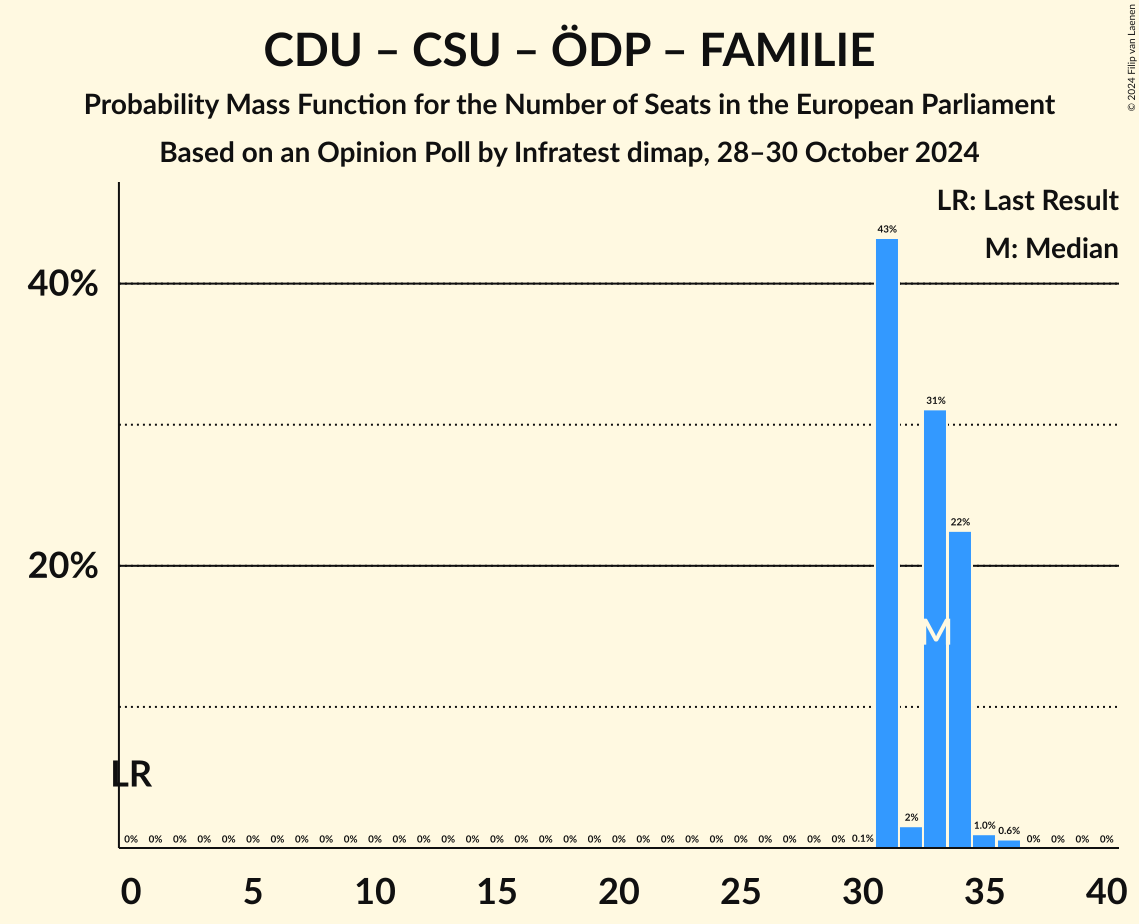 CDU – CSU – ÖDP – FAMILIE
Probability Mass Function for the Number of Seats in the European Parliament
Based on an Opinion Poll by Infratest dimap, 28–30 October 2024
© 2024 Filip van Laenen
LR: Last Result
M: Median
43%
40%
31%
22%
20%
M
LR
0% 0% 0% 0% 0% 0% 0% 0% 0% 0% 0% 0% 0% 0% 0% 0% 0% 0% 0% 0% 0% 0% 0% 0% 0% 0% 0% 0% 0% 0% 0.1% 2% 1.0% 0.6% 0% 0% 0% 0%
0 5 10 15 20 25 30 35 40